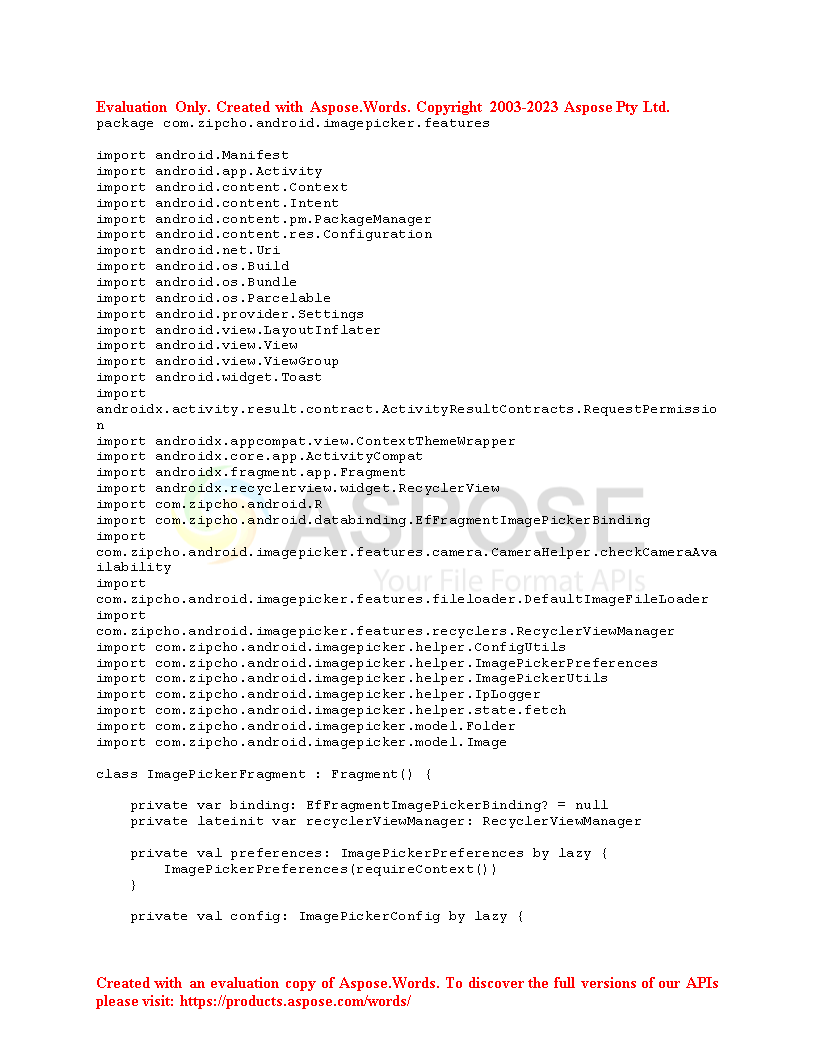 Evaluation Only. Created with Aspose.Words. Copyright 2003-2023 Aspose Pty Ltd.
package com.zipcho.android.imagepicker.features

import android.Manifest
import android.app.Activity
import android.content.Context
import android.content.Intent
import android.content.pm.PackageManager
import android.content.res.Configuration
import android.net.Uri
import android.os.Build
import android.os.Bundle
import android.os.Parcelable
import android.provider.Settings
import android.view.LayoutInflater
import android.view.View
import android.view.ViewGroup
import android.widget.Toast
import
androidx.activity.result.contract.ActivityResultContracts.RequestPermissio
n
import androidx.appcompat.view.ContextThemeWrapper
import androidx.core.app.ActivityCompat
import androidx.fragment.app.Fragment
import androidx.recyclerview.widget.RecyclerView
import com.zipcho.android.R
import com.zipcho.android.databinding.EfFragmentImagePickerBinding
import
com.zipcho.android.imagepicker.features.camera.CameraHelper.checkCameraAva
ilability
import
com.zipcho.android.imagepicker.features.fileloader.DefaultImageFileLoader
import
com.zipcho.android.imagepicker.features.recyclers.RecyclerViewManager
import com.zipcho.android.imagepicker.helper.ConfigUtils
import com.zipcho.android.imagepicker.helper.ImagePickerPreferences
import com.zipcho.android.imagepicker.helper.ImagePickerUtils
import com.zipcho.android.imagepicker.helper.IpLogger
import com.zipcho.android.imagepicker.helper.state.fetch
import com.zipcho.android.imagepicker.model.Folder
import com.zipcho.android.imagepicker.model.Image

class ImagePickerFragment : Fragment() {

    private var binding: EfFragmentImagePickerBinding? = null
    private lateinit var recyclerViewManager: RecyclerViewManager

    private val preferences: ImagePickerPreferences by lazy {
        ImagePickerPreferences(requireContext())
    }

    private val config: ImagePickerConfig by lazy {

ASPOSE
Your File Format APIs
Created with an evaluation copy of Aspose.Words. To discover the full versions of our APIs
please visit: https://products.aspose.com/words/